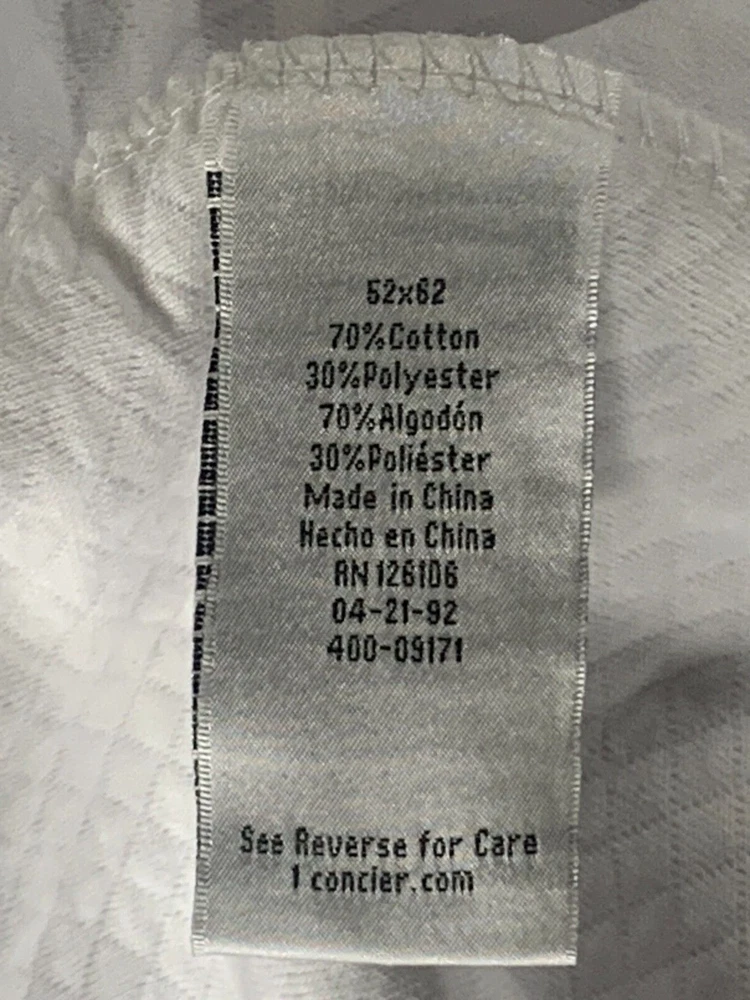 52x62
70%Cotton
30%Polyester
70%Algodón
30%Poliéster
Made in China
Hecho en China
RN 126106
04-21-92
400-09171
See Reverse for Care
1 concier.com